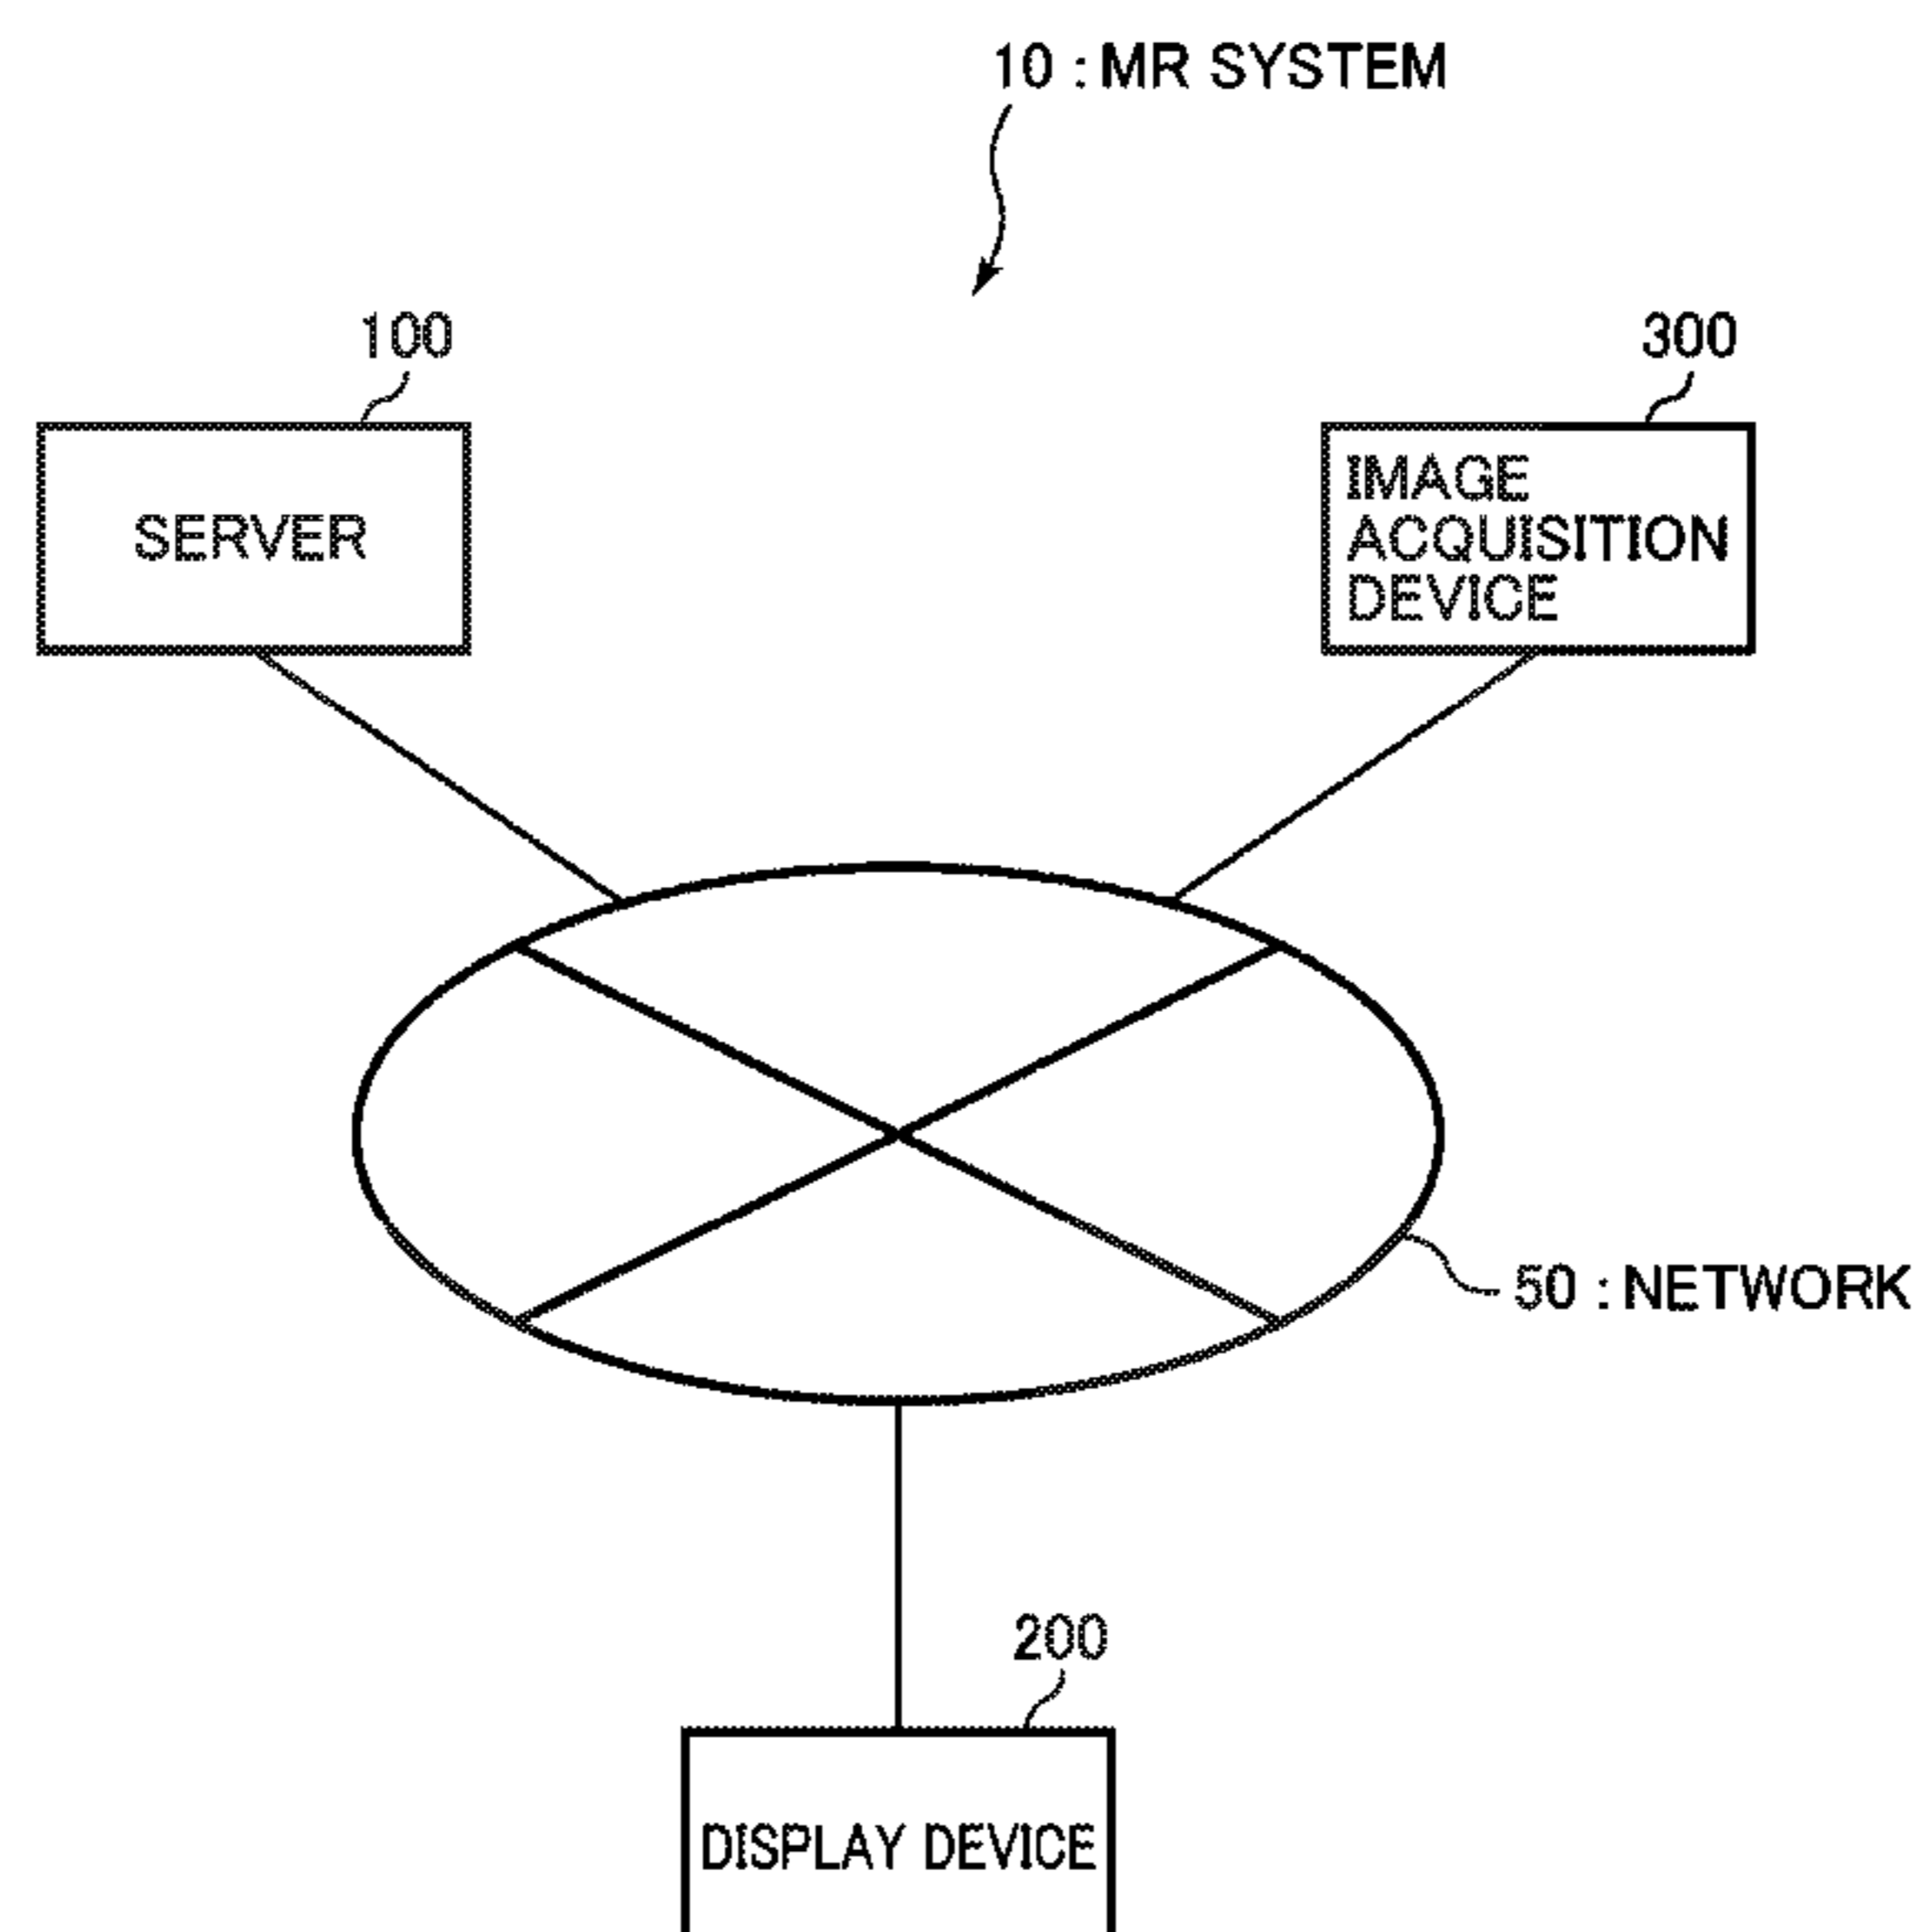 10 : MR SYSTEM
100
300
SERVER
IMAGE
ACQUISITION
DEVICE
50 : NETWORK
200
DISPLAY DEVICE